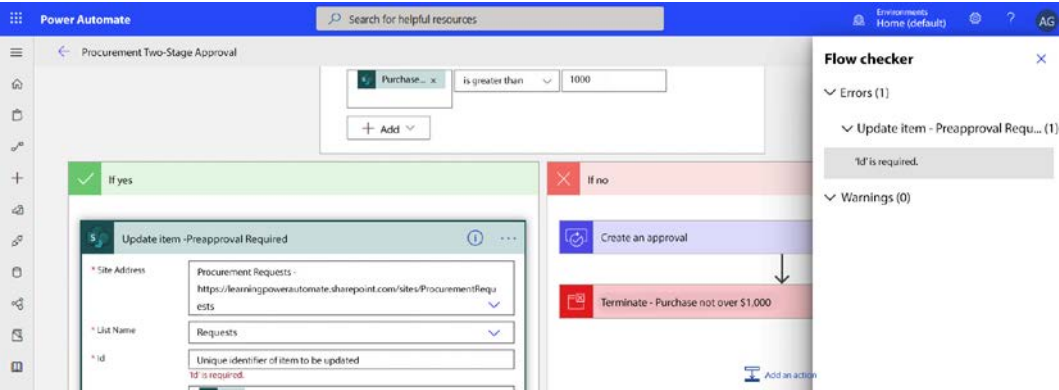 Power Automate
Search for helpful resources
Environments
Home (default)
?
AG
Procurement Two-Stage Approval
Purchase... x
is greater than
1000
+ Add
If yes
If no
Update item -Preapproval Required
* Site Address
Procurement Requests -
https://learningpowerautomate.sharepoint.com/sites/ProcurementRequ
ests
* List Name
Requests
* Id
Unique identifier of item to be updated
'Id' is required.
Create an approval
Terminate - Purchase not over $1,000
Add an action
Flow checker
Errors (1)
Update item - Preapproval Requ... (1)
'Id' is required.
Warnings (0)